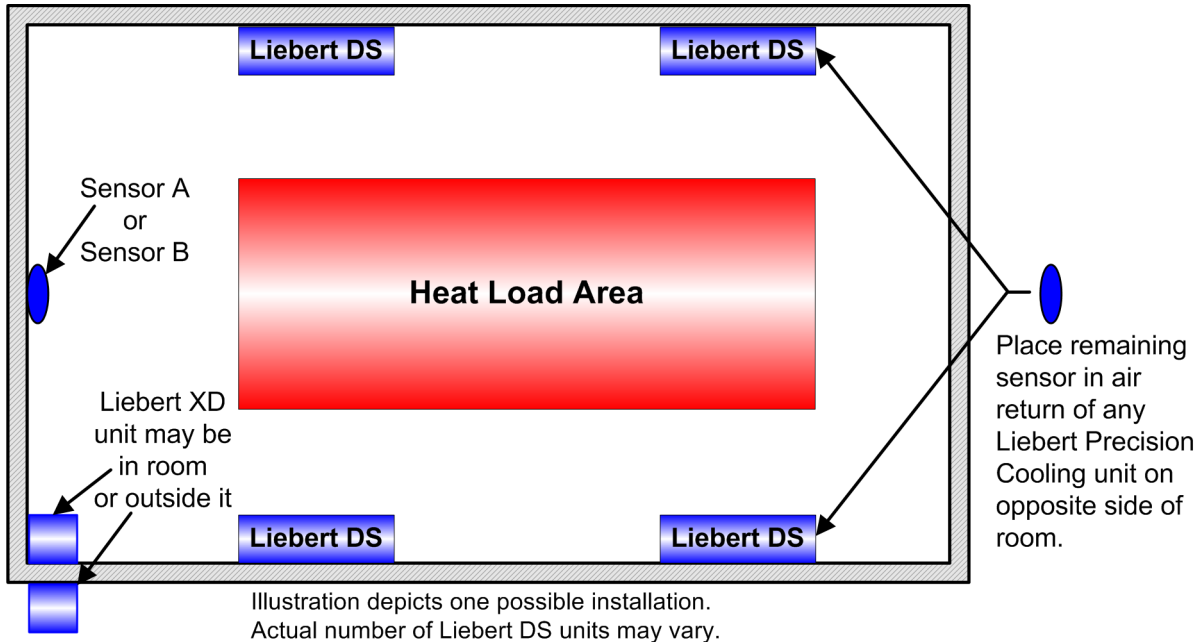 Liebert DS
Liebert DS
Sensor A
or
Sensor B
Heat Load Area
Place remaining
sensor in air
return of any
Liebert Precision
Cooling unit on
opposite side of
room.
Liebert XD
unit may be
in room
or outside it
Liebert DS
Liebert DS
Illustration depicts one possible installation.
Actual number of Liebert DS units may vary.